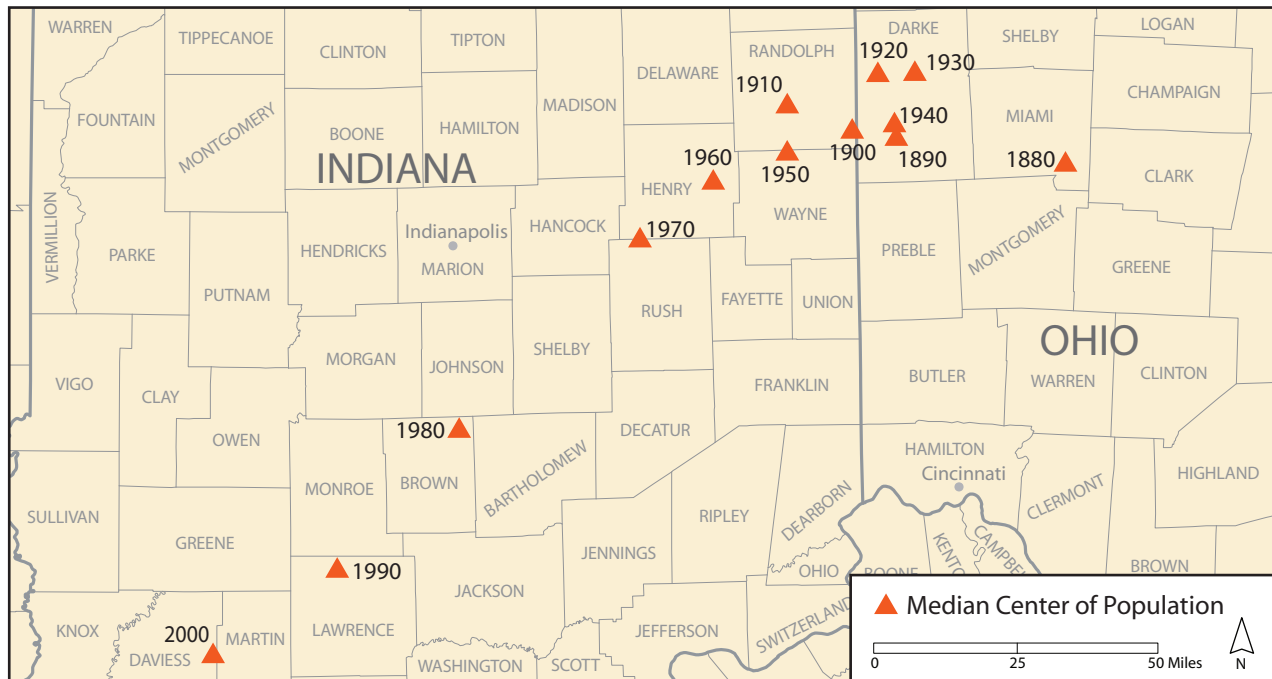 WARREN
TIPPECANOE
CLINTON
TIPTON
DELAWARE
RANDOLPH
DARKE
SHELBY
LOGAN
1920
1930
1910
MADISON
FOUNTAIN
MONTGOMERY
BOONE
HAMILTON
CHAMPAIGN
MIAMI
1940
INDIANA
1960
1950
1900
1890
1880
HENRY
WAYNE
CLARK
VERMILLION
PARKE
HENDRICKS
Indianapolis
MARION
HANCOCK
1970
PREBLE
MONTGOMERY
GREENE
PUTNAM
RUSH
FAYETTE
UNION
OHIO
MORGAN
JOHNSON
SHELBY
VIGO
CLAY
FRANKLIN
BUTLER
WARREN
CLINTON
OWEN
1980
DECATUR
HAMILTON
Cincinnati
HIGHLAND
MONROE
BROWN
BARTHOLOMEW
CLERMONT
SULLIVAN
RIPLEY
DEARBORN
GREENE
JENNINGS
KENTO
CAMPBEL
1990
OHIO
BOONE
BROWN
JACKSON
KNOX
2000
DAVIESS
MARTIN
LAWRENCE
WASHINGTON
SCOTT
JEFFERSON
SWITZERLAND
Median Center of Population
0
25
50 Miles
N